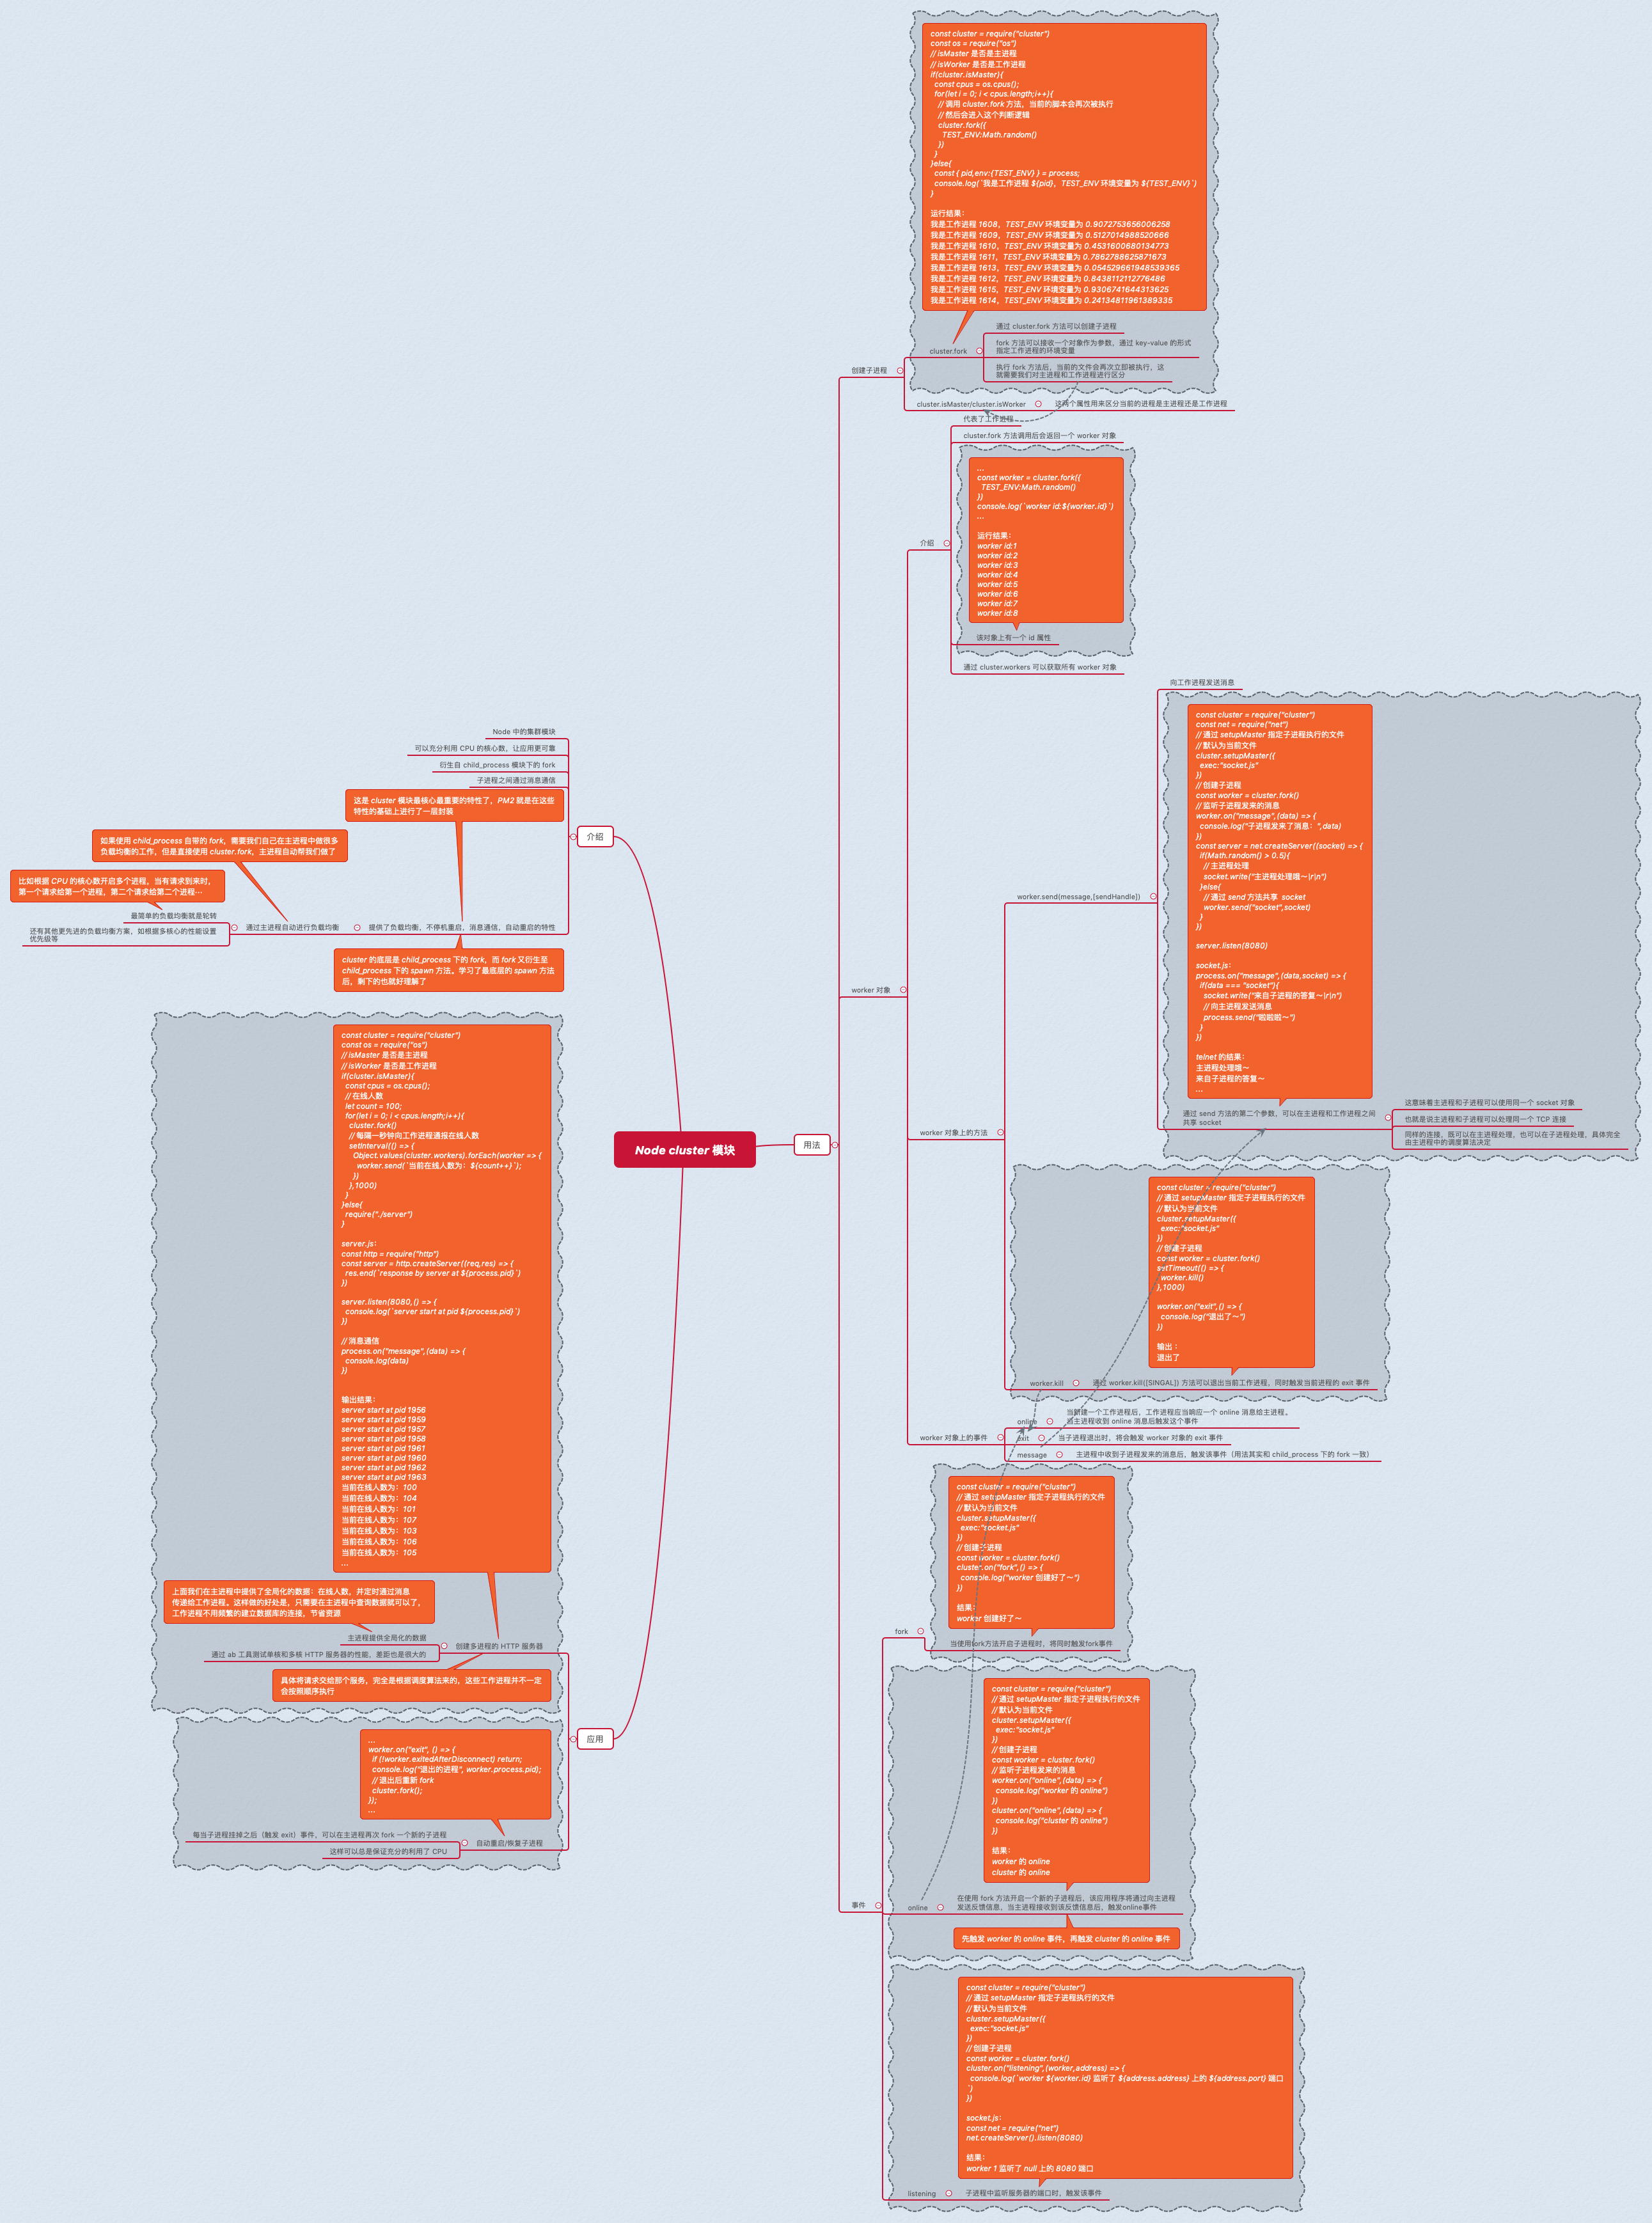 Node cluster 模块
介绍
Node 中的集群模块
可以充分利用 CPU 的核心数，让应用更可靠
衍生自 child_process 模块下的 fork
子进程之间通过消息通信
这是 cluster 模块最核心最重要的特性了，PM2 就是在这些
特性的基础上进行了一层封装
提供了负载均衡，不停机重启，消息通信，自动重启的特性
cluster 的底层是 child_process 下的 fork，而 fork 又衍生至
child_process 下的 spawn 方法。学习了最底层的 spawn 方法
后，剩下的也就好理解了
如果使用 child_process 自带的 fork，需要我们自己在主进程中做很多
负载均衡的工作，但是直接使用 cluster.fork，主进程自动帮我们做了
通过主进程自动进行负载均衡
比如根据 CPU 的核心数开启多个进程，当有请求到来时，
第一个请求给第一个进程，第二个请求给第二个进程…
最简单的负载均衡就是轮转
还有其他更先进的负载均衡方案，如根据多核心的性能设置
优先级等
用法
创建子进程
const cluster = require("cluster")
const os = require("os")
// isMaster 是否是主进程
// isWorker 是否是工作进程
if(cluster.isMaster){
const cpus = os.cpus();
for(let i = 0; i < cpus.length;i++){
// 调用 cluster.fork 方法，当前的脚本会再次被执行
// 然后会进入这个判断逻辑
cluster.fork({
TEST_ENV:Math.random()
})
}
}else{
const { pid,env:{TEST_ENV} } = process;
console.log(`我是工作进程 ${pid}，TEST_ENV 环境变量为 ${TEST_ENV}`)
}
运行结果：
我是工作进程 1608，TEST_ENV 环境变量为 0.9072753656006258
我是工作进程 1609，TEST_ENV 环境变量为 0.5127014988520666
我是工作进程 1610，TEST_ENV 环境变量为 0.4531600680134773
我是工作进程 1611，TEST_ENV 环境变量为 0.7862788625871673
我是工作进程 1613，TEST_ENV 环境变量为 0.054529661948539365
我是工作进程 1612，TEST_ENV 环境变量为 0.8438112112776486
我是工作进程 1615，TEST_ENV 环境变量为 0.9306741644313625
我是工作进程 1614，TEST_ENV 环境变量为 0.24134811961389335
cluster.fork
通过 cluster.fork 方法可以创建子进程
fork 方法可以接收一个对象作为参数，通过 key-value 的形式
指定工作进程的环境变量
执行 fork 方法后，当前的文件会再次立即被执行，这
就需要我们对主进程和工作进程进行区分
cluster.isMaster/cluster.isWorker
这两个属性用来区分当前的进程是主进程还是工作进程
worker 对象
介绍
代表了工作进程
cluster.fork 方法调用后会返回一个 worker 对象
...
const worker = cluster.fork({
TEST_ENV:Math.random()
})
console.log(`worker id:${worker.id}`)
...
运行结果：
worker id:1
worker id:2
worker id:3
worker id:4
worker id:5
worker id:6
worker id:7
worker id:8
该对象上有一个 id 属性
通过 cluster.workers 可以获取所有 worker 对象
worker 对象上的方法
worker.send(message,[sendHandle])
向工作进程发送消息
const cluster = require("cluster")
const net = require("net")
// 通过 setupMaster 指定子进程执行的文件
// 默认为当前文件
cluster.setupMaster({
exec:"socket.js"
})
// 创建子进程
const worker = cluster.fork()
// 监听子进程发来的消息
worker.on("message",(data) => {
console.log("子进程发来了消息：",data)
})
const server = net.createServer((socket) => {
if(Math.random() > 0.5){
// 主进程处理
socket.write("主进程处理哦～\r\n")
}else{
// 通过 send 方法共享 socket
worker.send("socket",socket)
}
})
server.listen(8080)
socket.js：
process.on("message",(data,socket) => {
if(data === "socket"){
socket.write("来自子进程的答复～\r\n")
// 向主进程发送消息
process.send("啦啦啦～")
}
})
telnet 的结果：
主进程处理哦～
来自子进程的答复～
...
通过 send 方法的第二个参数，可以在主进程和工作进程之间
共享 socket
这意味着主进程和子进程可以使用同一个 socket 对象
也就是说主进程和子进程可以处理同一个 TCP 连接
同样的连接，既可以在主进程处理，也可以在子进程处理，具体完全
由主进程中的调度算法决定
const cluster = require("cluster")
// 通过 setupMaster 指定子进程执行的文件
// 默认为当前文件
cluster.setupMaster({
exec:"socket.js"
})
// 创建子进程
const worker = cluster.fork()
setTimeout(() => {
worker.kill()
},1000)
worker.on("exit",() => {
console.log("退出了～")
})
输出：
退出了
worker.kill
通过 worker.kill([SINGAL]) 方法可以退出当前工作进程，同时触发当前进程的 exit 事件
worker 对象上的事件
online
当新建一个工作进程后，工作进程应当响应一个 online 消息给主进程。
当主进程收到 online 消息后触发这个事件
exit
当子进程退出时，将会触发 worker 对象的 exit 事件
message
主进程中收到子进程发来的消息后，触发该事件（用法其实和 child_process 下的 fork 一致）
事件
const cluster = require("cluster")
// 通过 setupMaster 指定子进程执行的文件
// 默认为当前文件
cluster.setupMaster({
exec:"socket.js"
})
// 创建子进程
const worker = cluster.fork()
cluster.on("fork",() => {
console.log("worker 创建好了～")
})
结果：
worker 创建好了～
fork
当使用fork方法开启子进程时，将同时触发fork事件
const cluster = require("cluster")
// 通过 setupMaster 指定子进程执行的文件
// 默认为当前文件
cluster.setupMaster({
exec:"socket.js"
})
// 创建子进程
const worker = cluster.fork()
// 监听子进程发来的消息
worker.on("online",(data) => {
console.log("worker 的 online")
})
cluster.on("online",(data) => {
console.log("cluster 的 online")
})
结果：
worker 的 online
cluster 的 online
online
在使用 fork 方法开启一个新的子进程后，该应用程序将通过向主进程
发送反馈信息，当主进程接收到该反馈信息后，触发online事件
先触发 worker 的 online 事件，再触发 cluster 的 online 事件
const cluster = require("cluster")
// 通过 setupMaster 指定子进程执行的文件
// 默认为当前文件
cluster.setupMaster({
exec:"socket.js"
})
// 创建子进程
const worker = cluster.fork()
cluster.on("listening",(worker,address) => {
console.log(`worker ${worker.id} 监听了 ${address.address} 上的 ${address.port} 端口
`)
})
socket.js：
const net = require("net")
net.createServer().listen(8080)
结果：
worker 1 监听了 null 上的 8080 端口
listening
子进程中监听服务器的端口时，触发该事件
应用
const cluster = require("cluster")
const os = require("os")
// isMaster 是否是主进程
// isWorker 是否是工作进程
if(cluster.isMaster){
const cpus = os.cpus();
// 在线人数
let count = 100;
for(let i = 0; i < cpus.length;i++){
cluster.fork()
// 每隔一秒钟向工作进程通报在线人数
setInterval(() => {
Object.values(cluster.workers).forEach(worker => {
worker.send(`当前在线人数为：${count++}`);
})
},1000)
}
}else{
require("./server")
}
server.js：
const http = require("http")
const server = http.createServer((req,res) => {
res.end(`response by server at ${process.pid}`)
})
server.listen(8080,() => {
console.log(`server start at pid ${process.pid}`)
})
// 消息通信
process.on("message",(data) => {
console.log(data)
})
输出结果：
server start at pid 1956
server start at pid 1959
server start at pid 1957
server start at pid 1958
server start at pid 1961
server start at pid 1960
server start at pid 1962
server start at pid 1963
当前在线人数为：100
当前在线人数为：104
当前在线人数为：101
当前在线人数为：107
当前在线人数为：103
当前在线人数为：106
当前在线人数为：105
...
创建多进程的 HTTP 服务器
上面我们在主进程中提供了全局化的数据：在线人数，并定时通过消息
传递给工作进程。这样做的好处是，只需要在主进程中查询数据就可以了，
工作进程不用频繁的建立数据库的连接，节省资源
主进程提供全局化的数据
通过 ab 工具测试单核和多核 HTTP 服务器的性能，差距也是很大的
具体将请求交给那个服务，完全是根据调度算法来的，这些工作进程并不一定
会按照顺序执行
...
worker.on("exit", () => {
if (!worker.exitedAfterDisconnect) return;
console.log("退出的进程", worker.process.pid);
// 退出后重新 fork
cluster.fork();
});
...
自动重启/恢复子进程
每当子进程挂掉之后（触发 exit）事件，可以在主进程再次 fork 一个新的子进程
这样可以总是保证充分的利用了 CPU